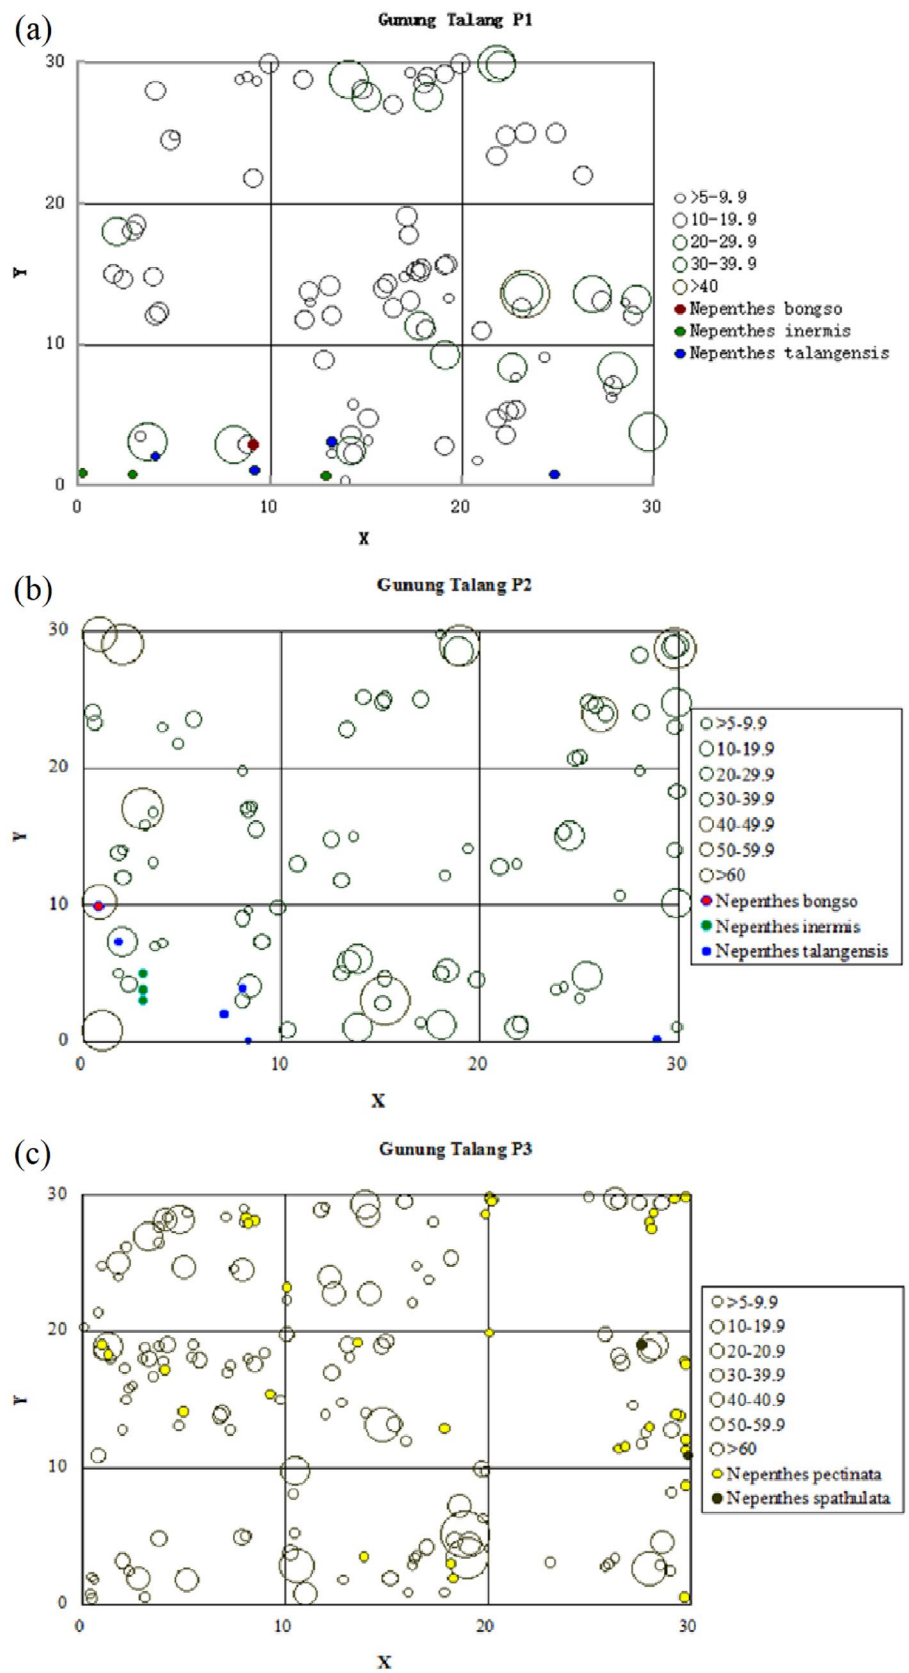 (a)
Gunung Talang P1
30
20
10
0
Y
0 10 20 30
X
>5-9.9
10-19.9
20-29.9
30-39.9
>40
Nepenthes bongso
Nepenthes inermis
Nepenthes talangensis
(b)
Gunung Talang P2
30
20
10
0
Y
0 10 20 30
X
>5-9.9
10-19.9
20-29.9
30-39.9
40-49.9
50-59.9
>60
Nepenthes bongso
Nepenthes inermis
Nepenthes talangensis
(c)
Gunung Talang P3
30
20
10
0
Y
0 10 20 30
X
>5-9.9
10-19.9
20-20.9
30-39.9
40-40.9
50-59.9
>60
Nepenthes pectinata
Nepenthes spathulata